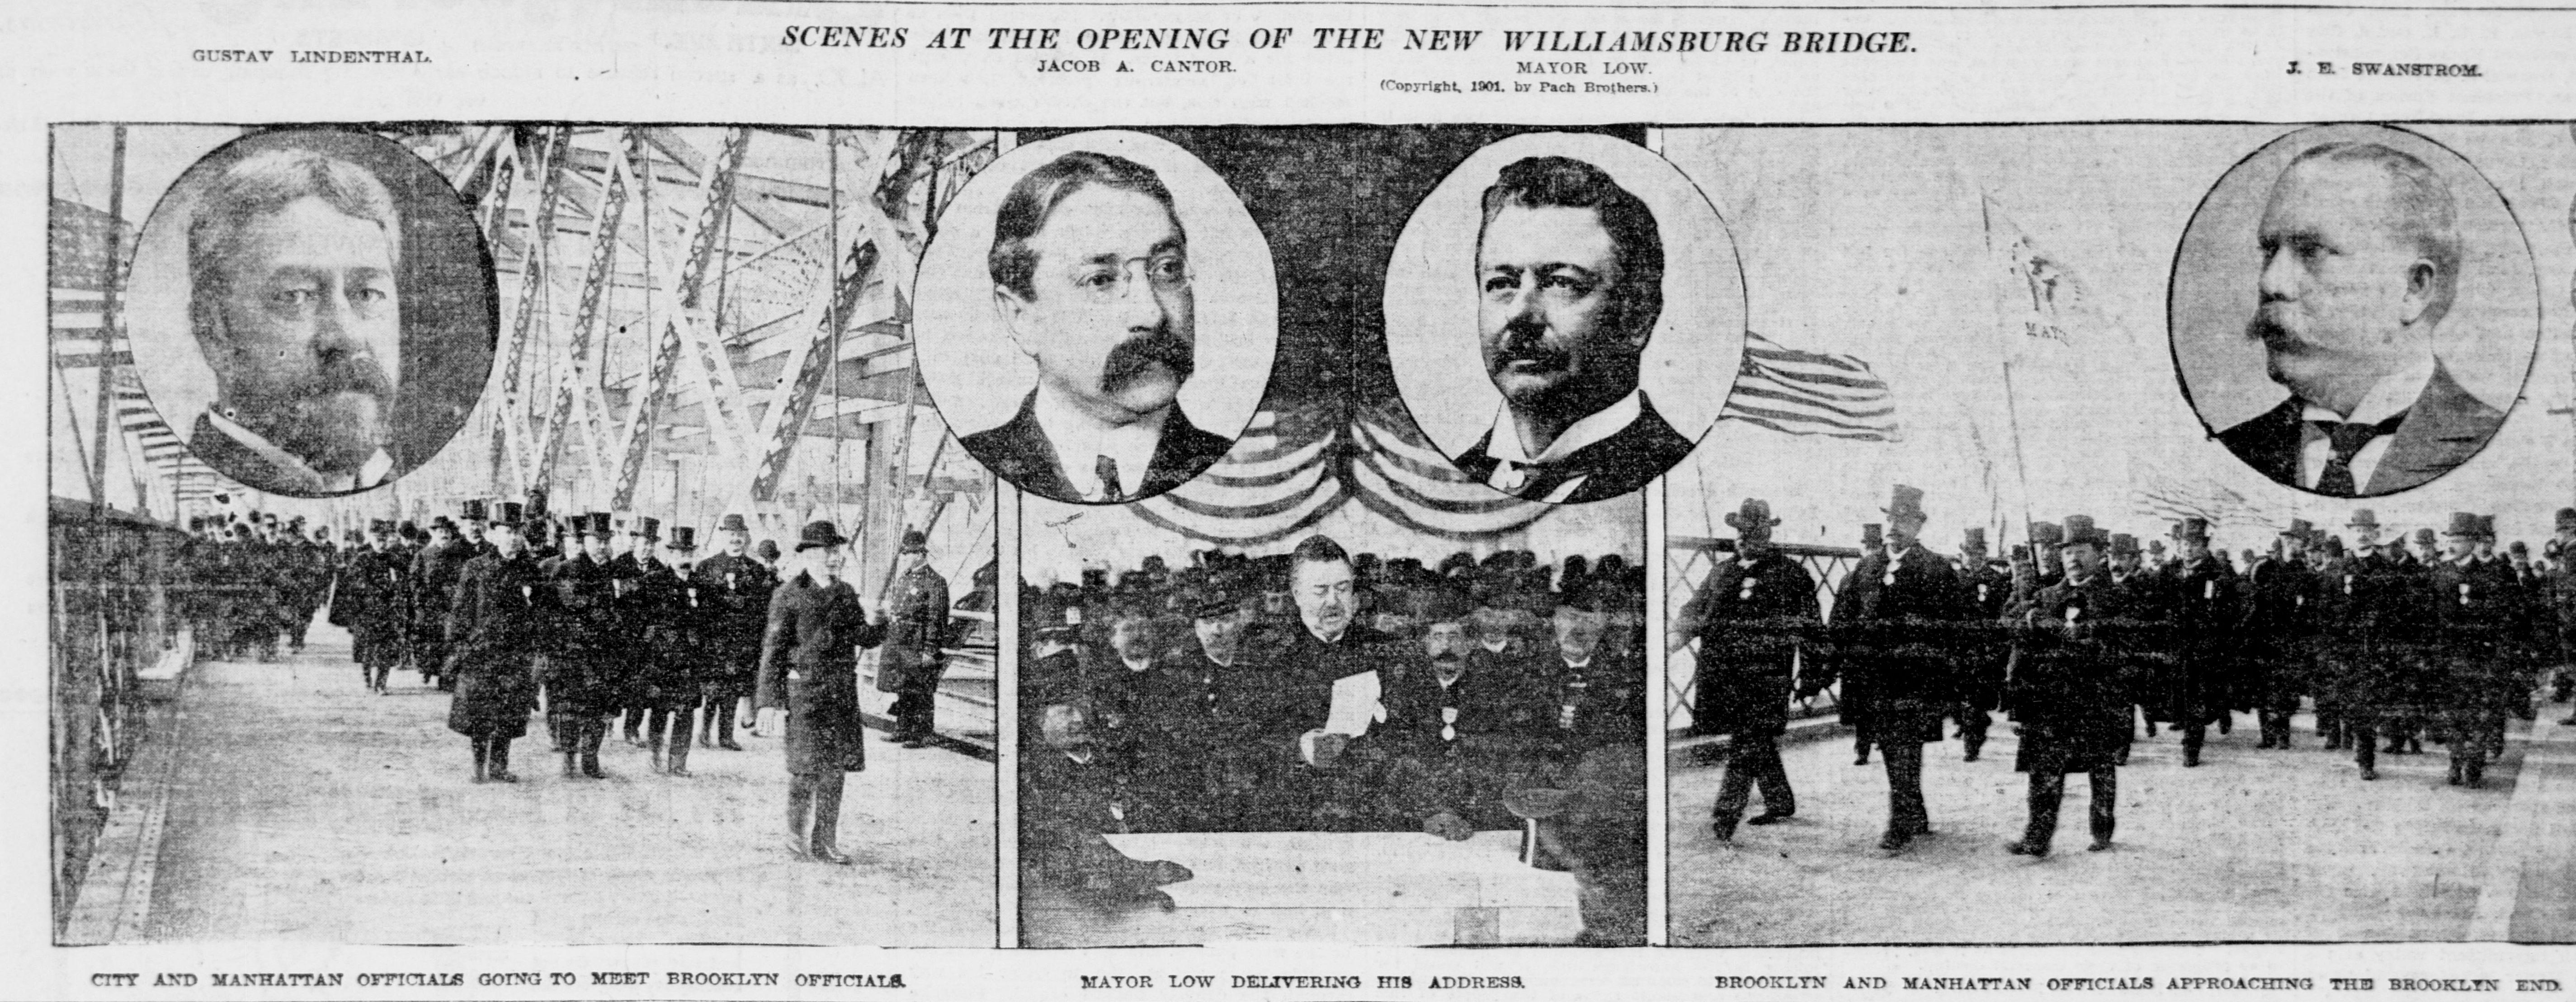 SCENES AT THE OPENING OF THE NEW WILLIAMSBURG BRIDGE.
GUSTAV LINDENTHAL.
JACOB A. CANTOR.
MAYOR LOW.
(Copyright, 1901, by Pach Brothers.)
J. E. SWANSTROM.
MAYO
CITY AND MANHATTAN OFFICIALS GOING TO MEET BROOKLYN OFFICIALS.
MAYOR LOW DELIVERING HIS ADDRESS.
BROOKLYN AND MANHATTAN OFFICIALS APPROACHING THE BROOKLYN END.